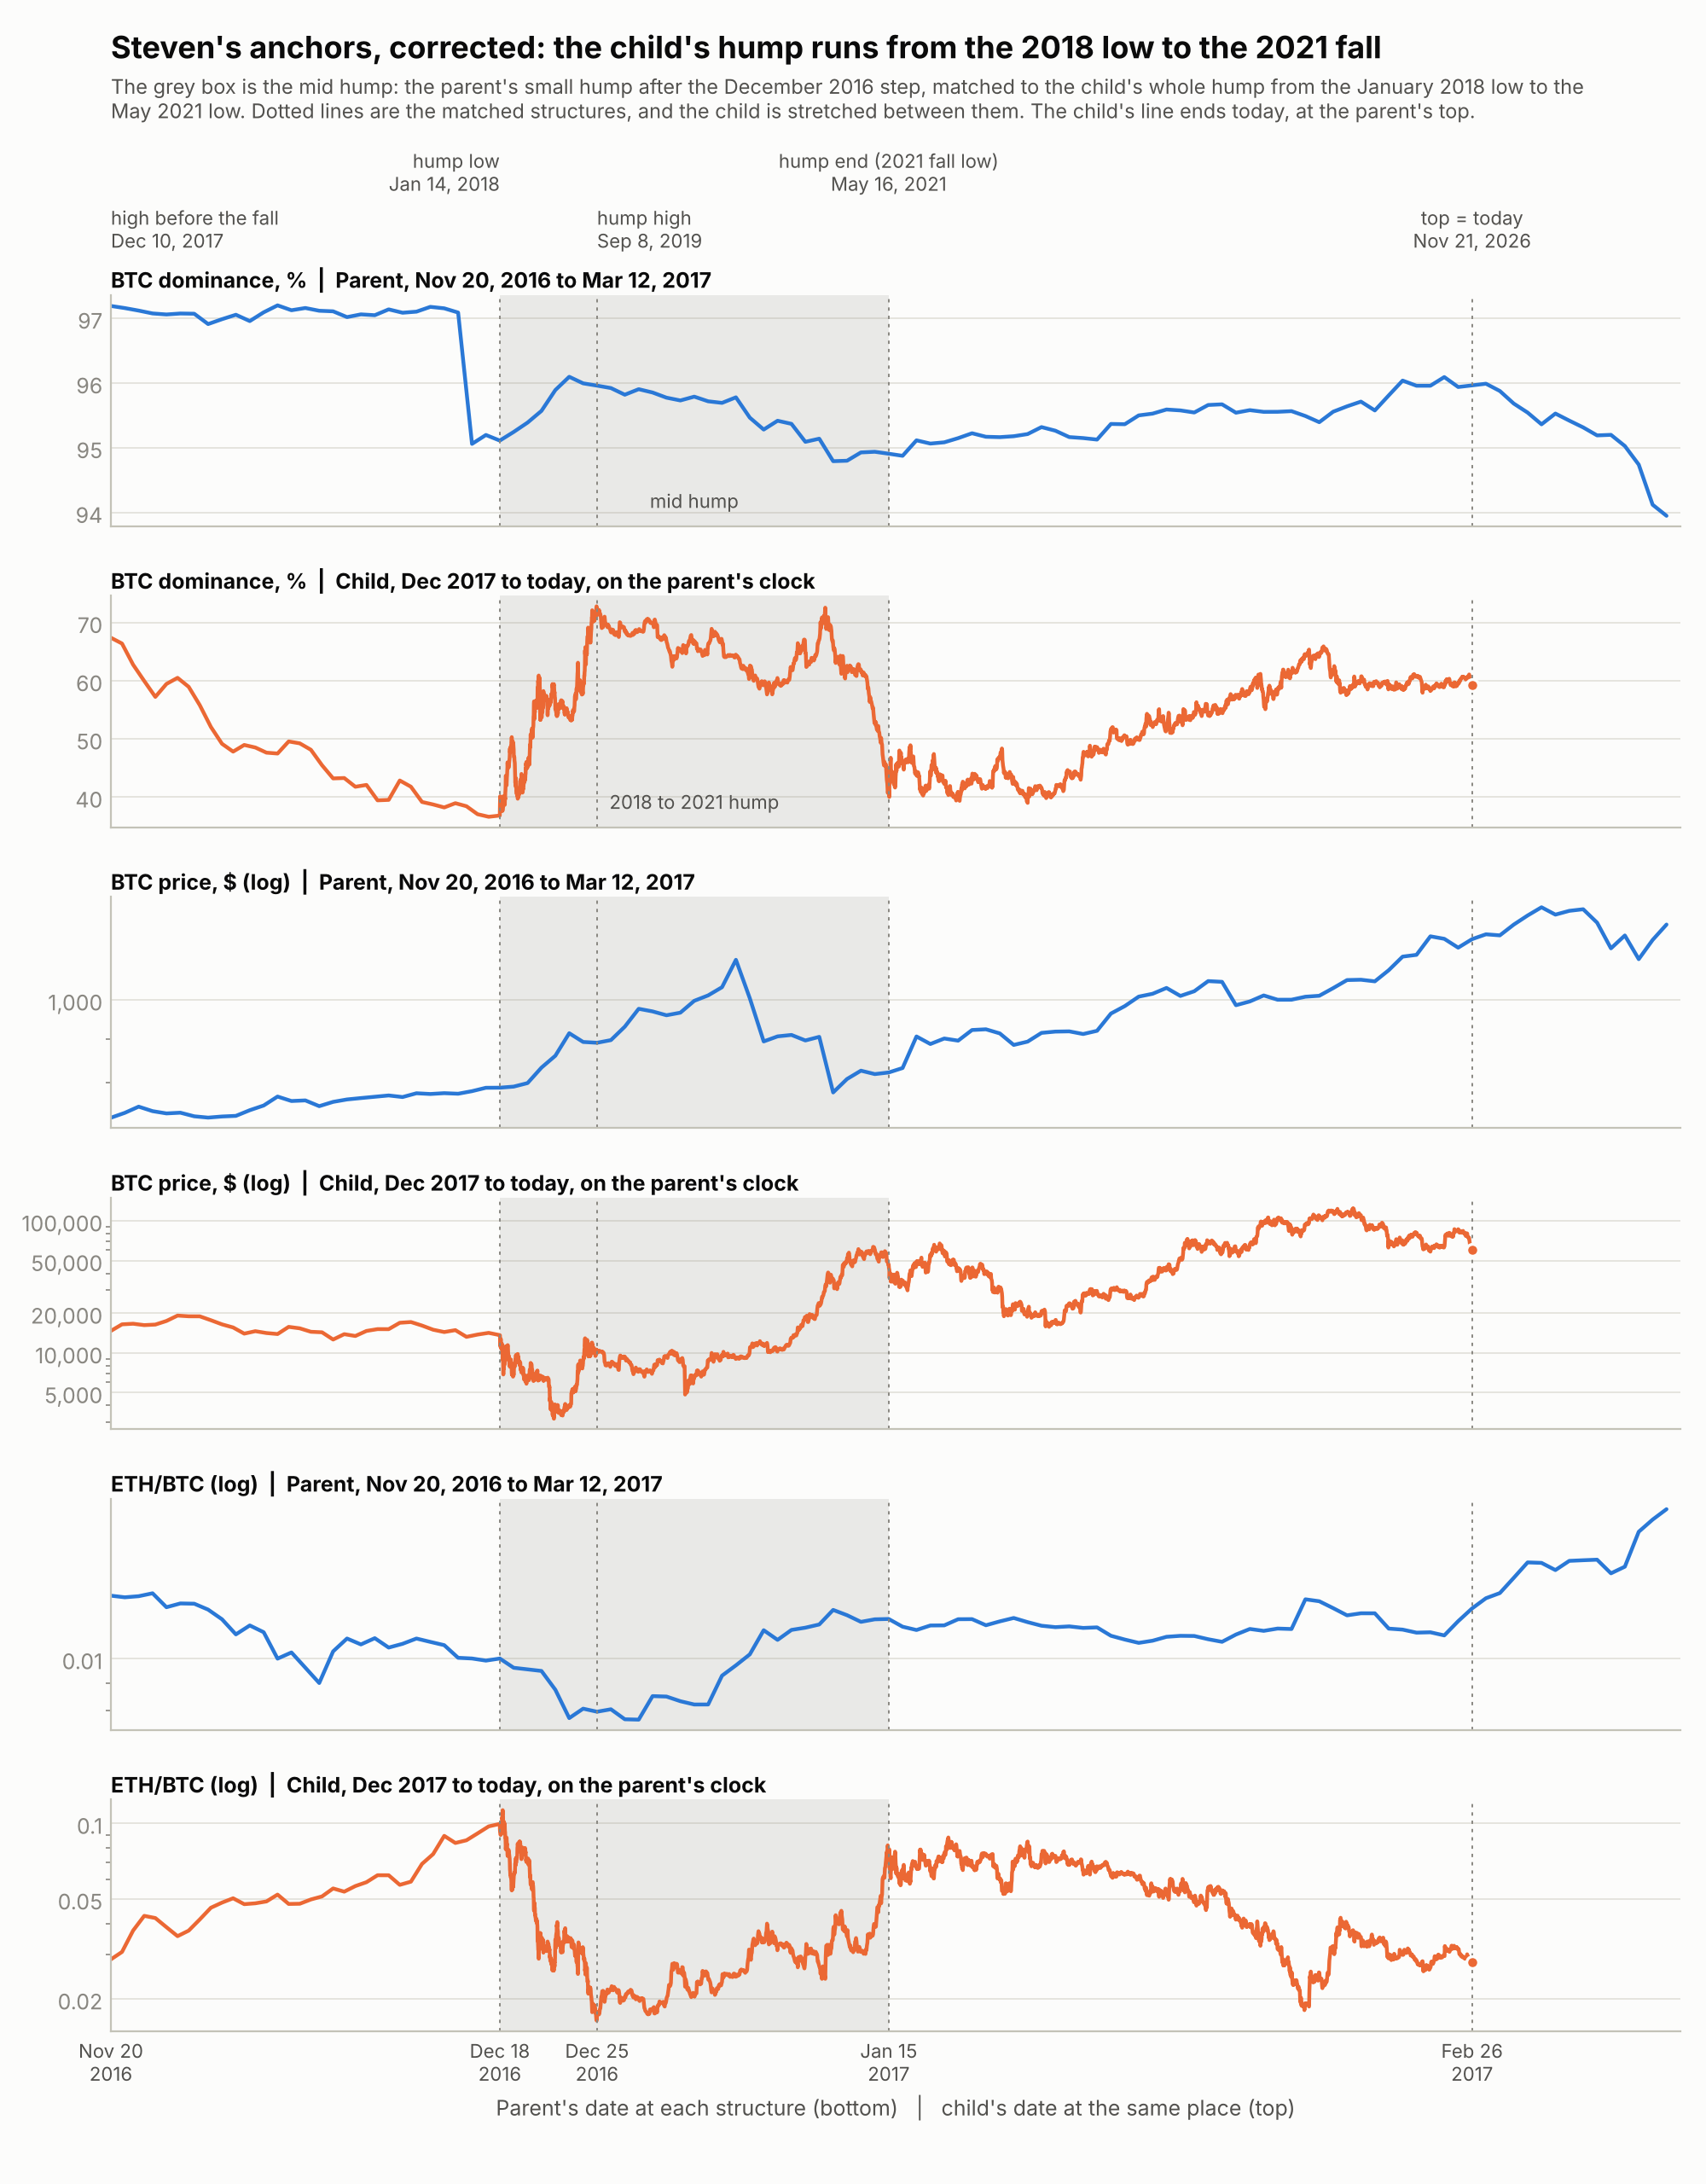 Steven's anchors, corrected: the child's hump runs from the 2018 low to the 2021 fall
The grey box is the mid hump: the parent's small hump after the December 2016 step, matched to the child's whole hump from the January 2018 low to the
May 2021 low. Dotted lines are the matched structures, and the child is stretched between them. The child's line ends today, at the parent's top.
hump low
Jan 14, 2018
hump end (2021 fall low)
May 16, 2021
high before the fall
Dec 10, 2017
hump high
Sep 8, 2019
top = today
Nov 21, 2026
BTC dominance, % | Parent, Nov 20, 2016 to Mar 12, 2017
97
96
95
94
mid hump
BTC dominance, % | Child, Dec 2017 to today, on the parent's clock
70
60
50
40
2018 to 2021 hump
BTC price, $ (log) | Parent, Nov 20, 2016 to Mar 12, 2017
1,000
BTC price, $ (log) | Child, Dec 2017 to today, on the parent's clock
100,000
50,000
20,000
10,000
5,000
ETH/BTC (log) | Parent, Nov 20, 2016 to Mar 12, 2017
0.01
ETH/BTC (log) | Child, Dec 2017 to today, on the parent's clock
0.1
0.05
0.02
Nov 20
2016
Dec 18
2016
Dec 25
2016
Jan 15
2017
Feb 26
2017
Parent's date at each structure (bottom) | child's date at the same place (top)